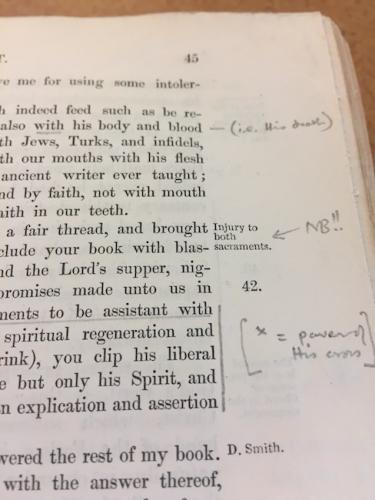 T. 45
ve me for using some intoler-
h indeed feed such as be re-
also with his body and blood — (i.e. His death)
th Jews, Turks, and infidels,
th our mouths with his flesh
ancient writer ever taught;
nd by faith, not with mouth
aith in our teeth.
a fair thread, and brought Injury to
both
sacraments. ← NB!!
clude your book with blas-
nd the Lord's supper, nig-
promises made unto us in 42.
ments to be assistant with
spiritual regeneration and
rink), you clip his liberal
e but only his Spirit, and
n explication and assertion
[x = power of
His cross
wered the rest of my book. D. Smith.
with the answer thereof,